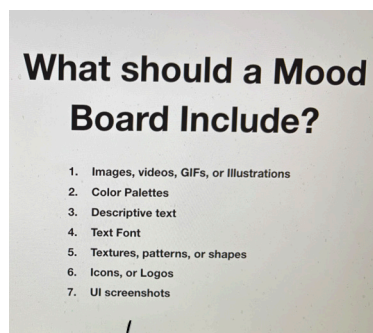 What should a Mood
Board Include?
1. Images, videos, GIFs, or Illustrations
2. Color Palettes
3. Descriptive text
4. Text Font
5. Textures, patterns, or shapes
6. Icons, or Logos
7. UI screenshots